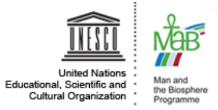 UNESCO
MAB
United Nations
Educational, Scientific and
Cultural Organization
Man and
the Biosphere
Programme